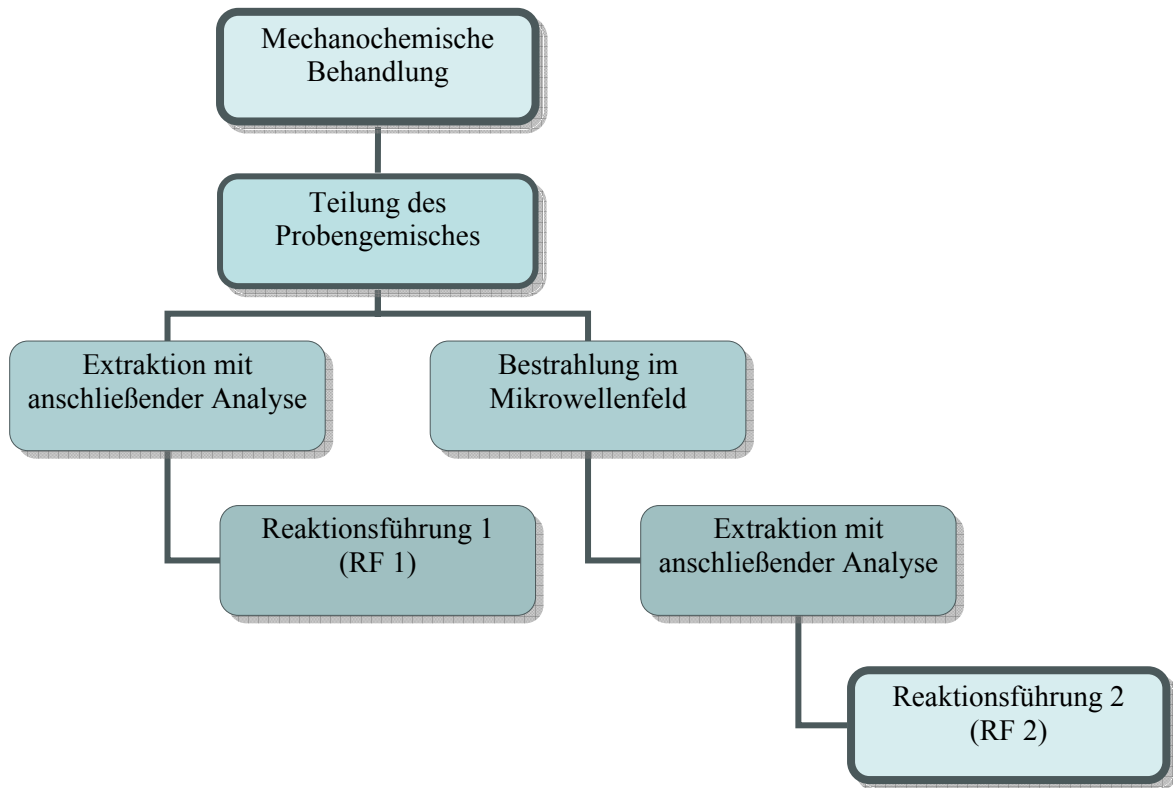 Mechanochemische
Behandlung
Teilung des
Probengemisches
Extraktion mit
anschließender Analyse
Bestrahlung im
Mikrowellenfeld
Reaktionsführung 1
(RF 1)
Extraktion mit
anschließender Analyse
Reaktionsführung 2
(RF 2)